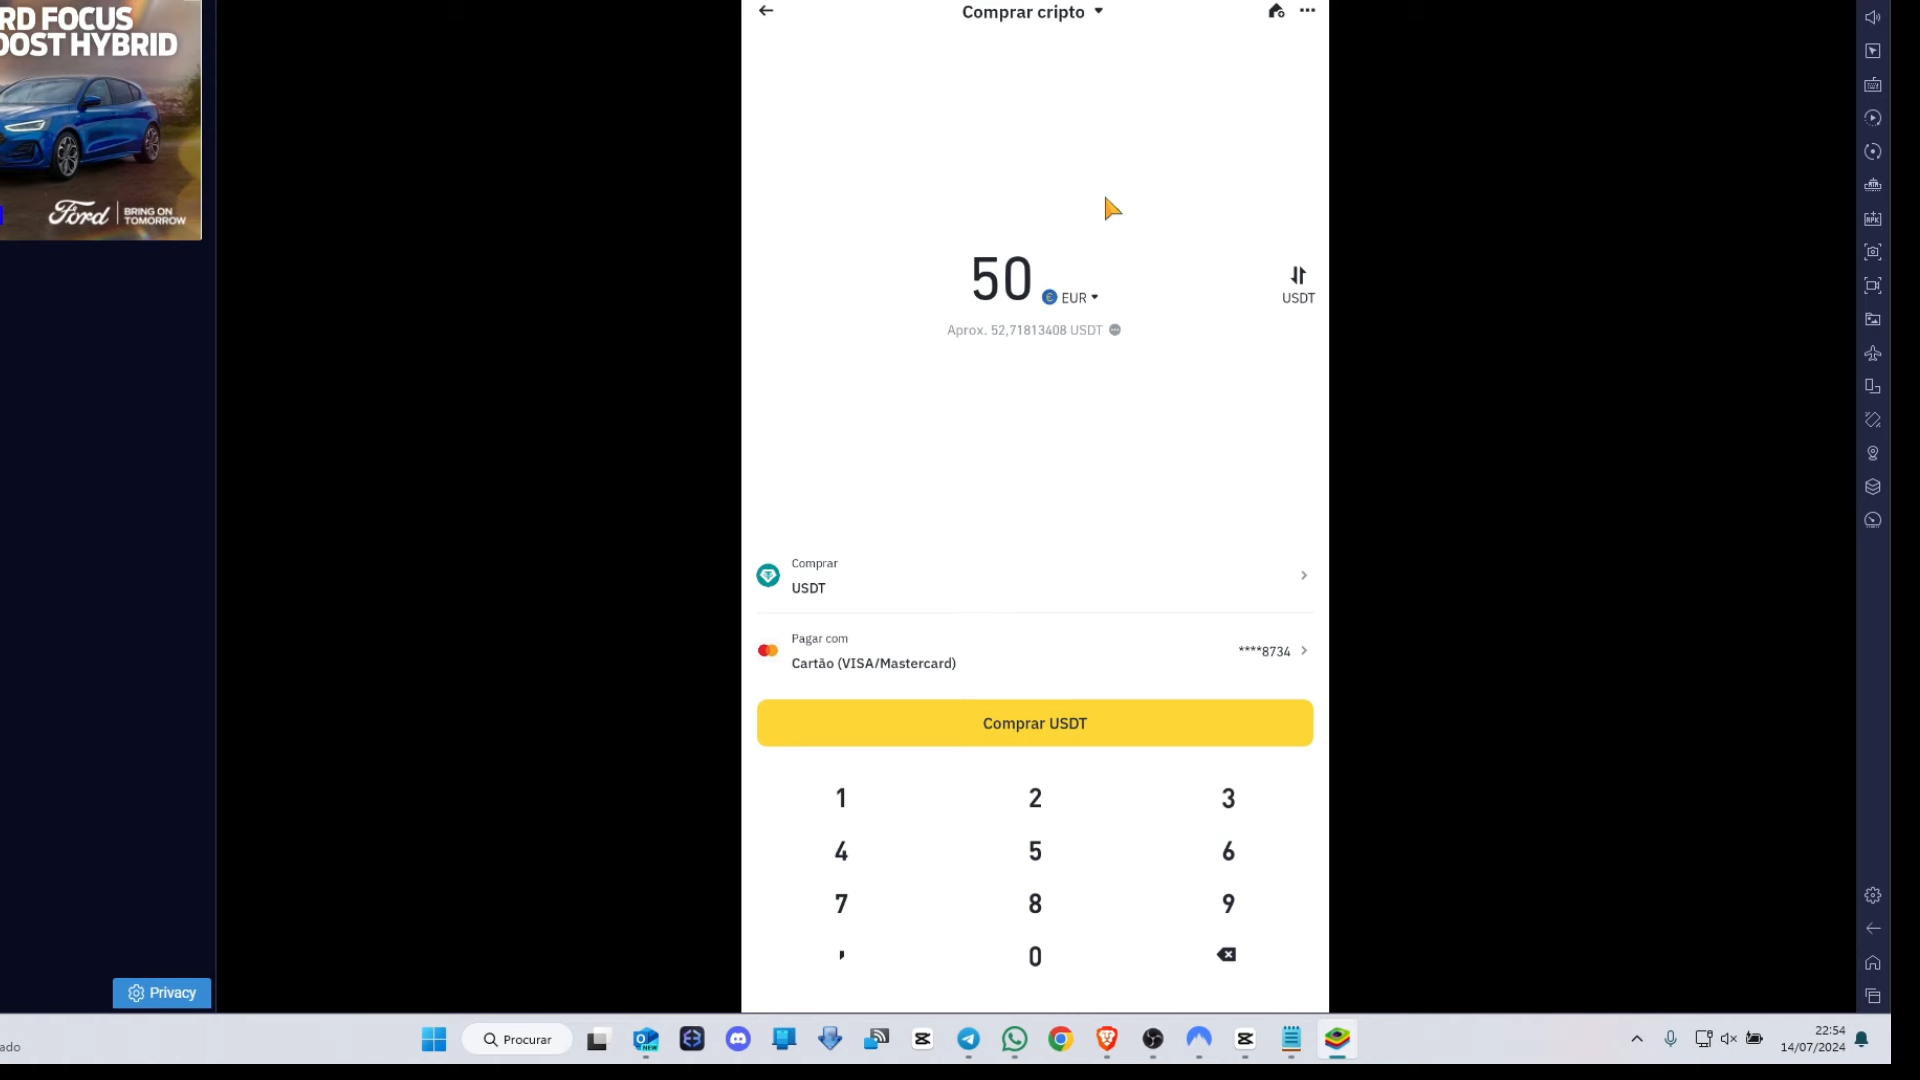 RD FOCUS
OOST HYBRID
Ford
BRING ON
TOMORROW
Privacy
ado
Comprar cripto
50
EUR
USDT
Aprox. 52,71813408 USDT
Comprar
USDT
Pagar com
Cartão (VISA/Mastercard)
****8734
Comprar USDT
1 2 3
4 5 6
7 8 9
, 0
Procurar
NEW
22:54
14/07/2024